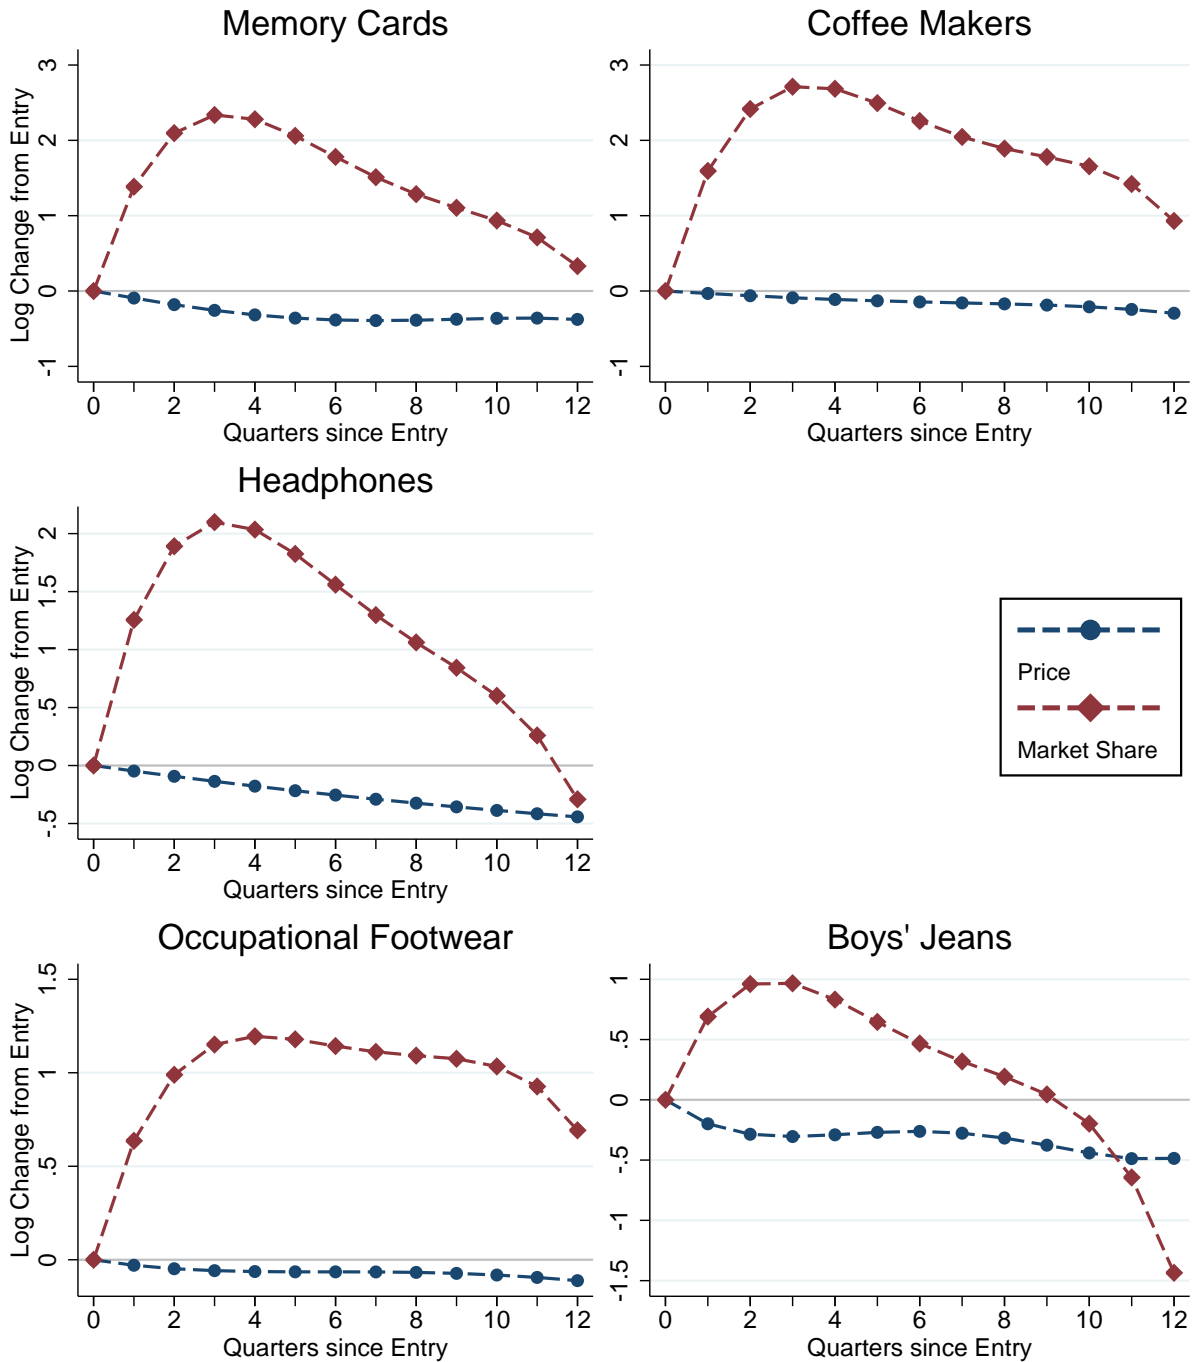 Memory Cards
Log Change from Entry
3
2
1
0
-1
0 2 4 6 8 10 12
Quarters since Entry
Coffee Makers
3
2
1
0
-1
0 2 4 6 8 10 12
Quarters since Entry
Headphones
Log Change from Entry
2
1.5
1
.5
0
-.5
0 2 4 6 8 10 12
Quarters since Entry
Price
Market Share
Occupational Footwear
Log Change from Entry
1.5
1
.5
0
0 2 4 6 8 10 12
Quarters since Entry
Boys' Jeans
1
.5
0
-.5
-1
-1.5
0 2 4 6 8 10 12
Quarters since Entry